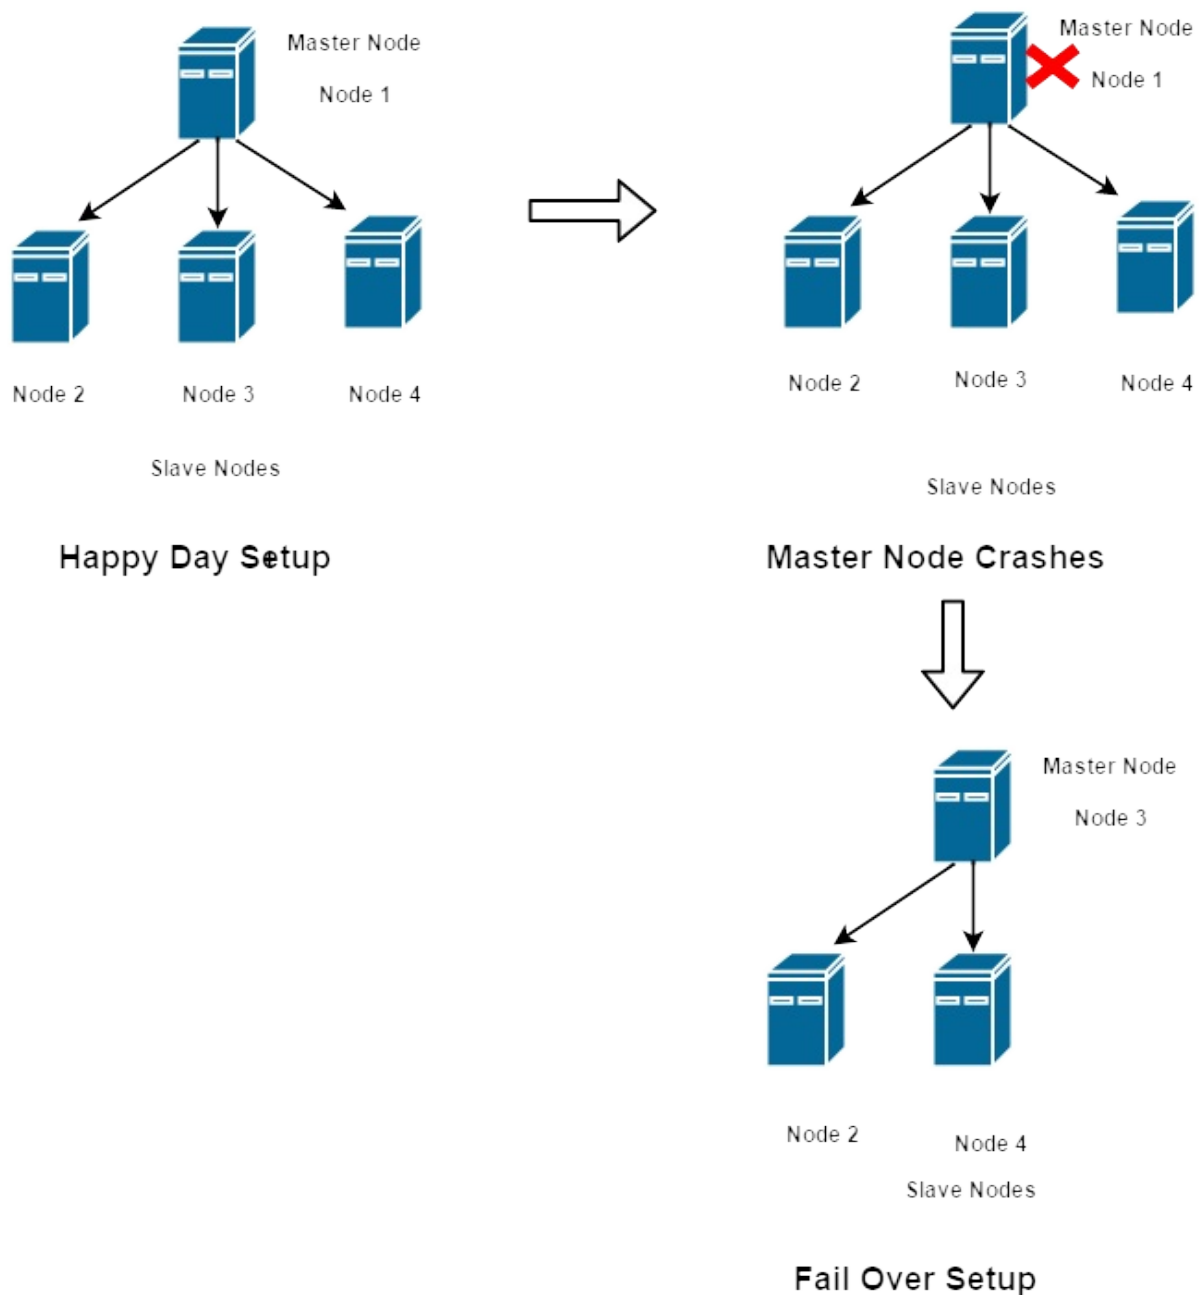 Master Node
Node 1
Node 2
Node 3
Node 4
Slave Nodes
Happy Day Setup
Master Node
Node 1
Node 2
Node 3
Node 4
Slave Nodes
Master Node Crashes
Master Node
Node 3
Node 2
Node 4
Slave Nodes
Fail Over Setup